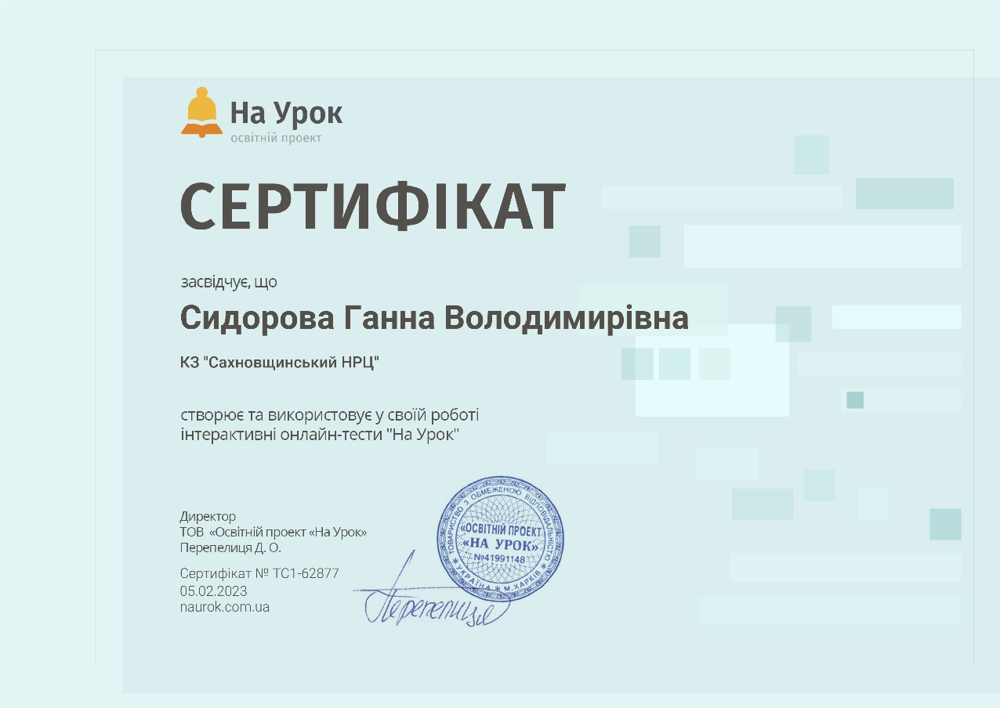 На Урок
освітній проект
СЕРТИФІКАТ
засвідчує, що
Сидорова Ганна Володимирівна
КЗ "Сахновщинський НРЦ"
створює та використовує у своїй роботі
інтерактивні онлайн-тести "На Урок"
Директор
ТОВ «Освітній проект «На Урок»
Перепелиця Д. О.
Сертифікат № ТС1-62877
05.02.2023
naurok.com.ua
ТОВАРИСТВО З ОБМЕЖЕНОЮ ВІДПОВІДАЛЬНІСТЮ
«ОСВІТНІЙ ПРОЕКТ
«НА УРОК»
№41991148
* УКРАЇНА * М.ХАРКІВ *
Перепелиця